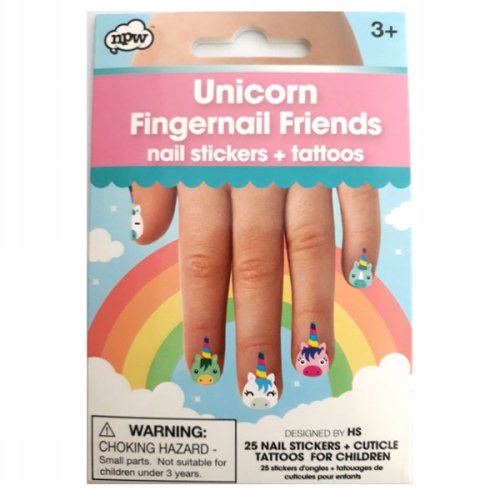 npw
3+
Unicorn
Fingernail Friends
nail stickers + tattoos
WARNING:
CHOKING HAZARD -
Small parts. Not suitable for
children under 3 years.
DESIGNED BY HS
25 NAIL STICKERS + CUTICLE
TATTOOS FOR CHILDREN
25 stickers d'ongles + tatouages de
cuticules pour enfants